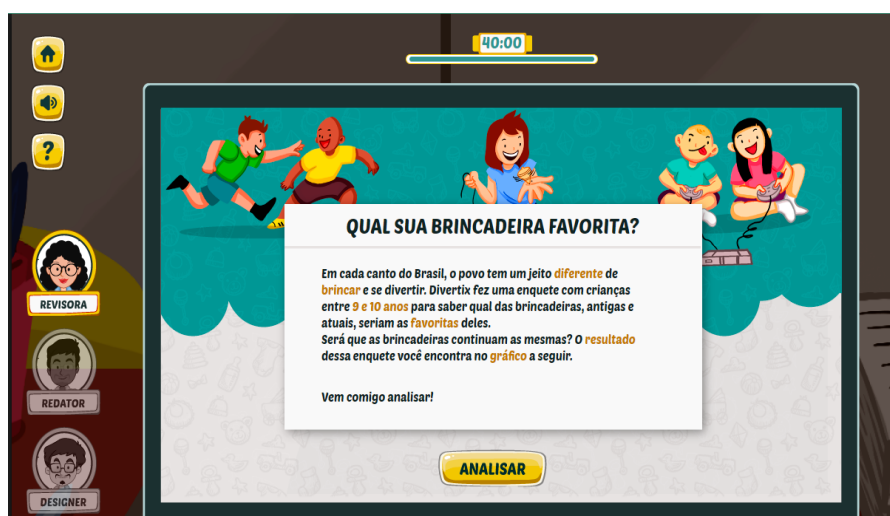 40:00
?
QUAL SUA BRINCADEIRA FAVORITA?
Em cada canto do Brasil, o povo tem um jeito diferente de
brincar e se divertir. Divertix fez uma enquete com crianças
entre 9 e 10 anos para saber qual das brincadeiras, antigas e
atuais, seriam as favoritas deles.
Será que as brincadeiras continuam as mesmas? O resultado
dessa enquete você encontra no gráfico a seguir.
Vem comigo analisar!
REVISORA
REDATOR
DESIGNER
ANALISAR